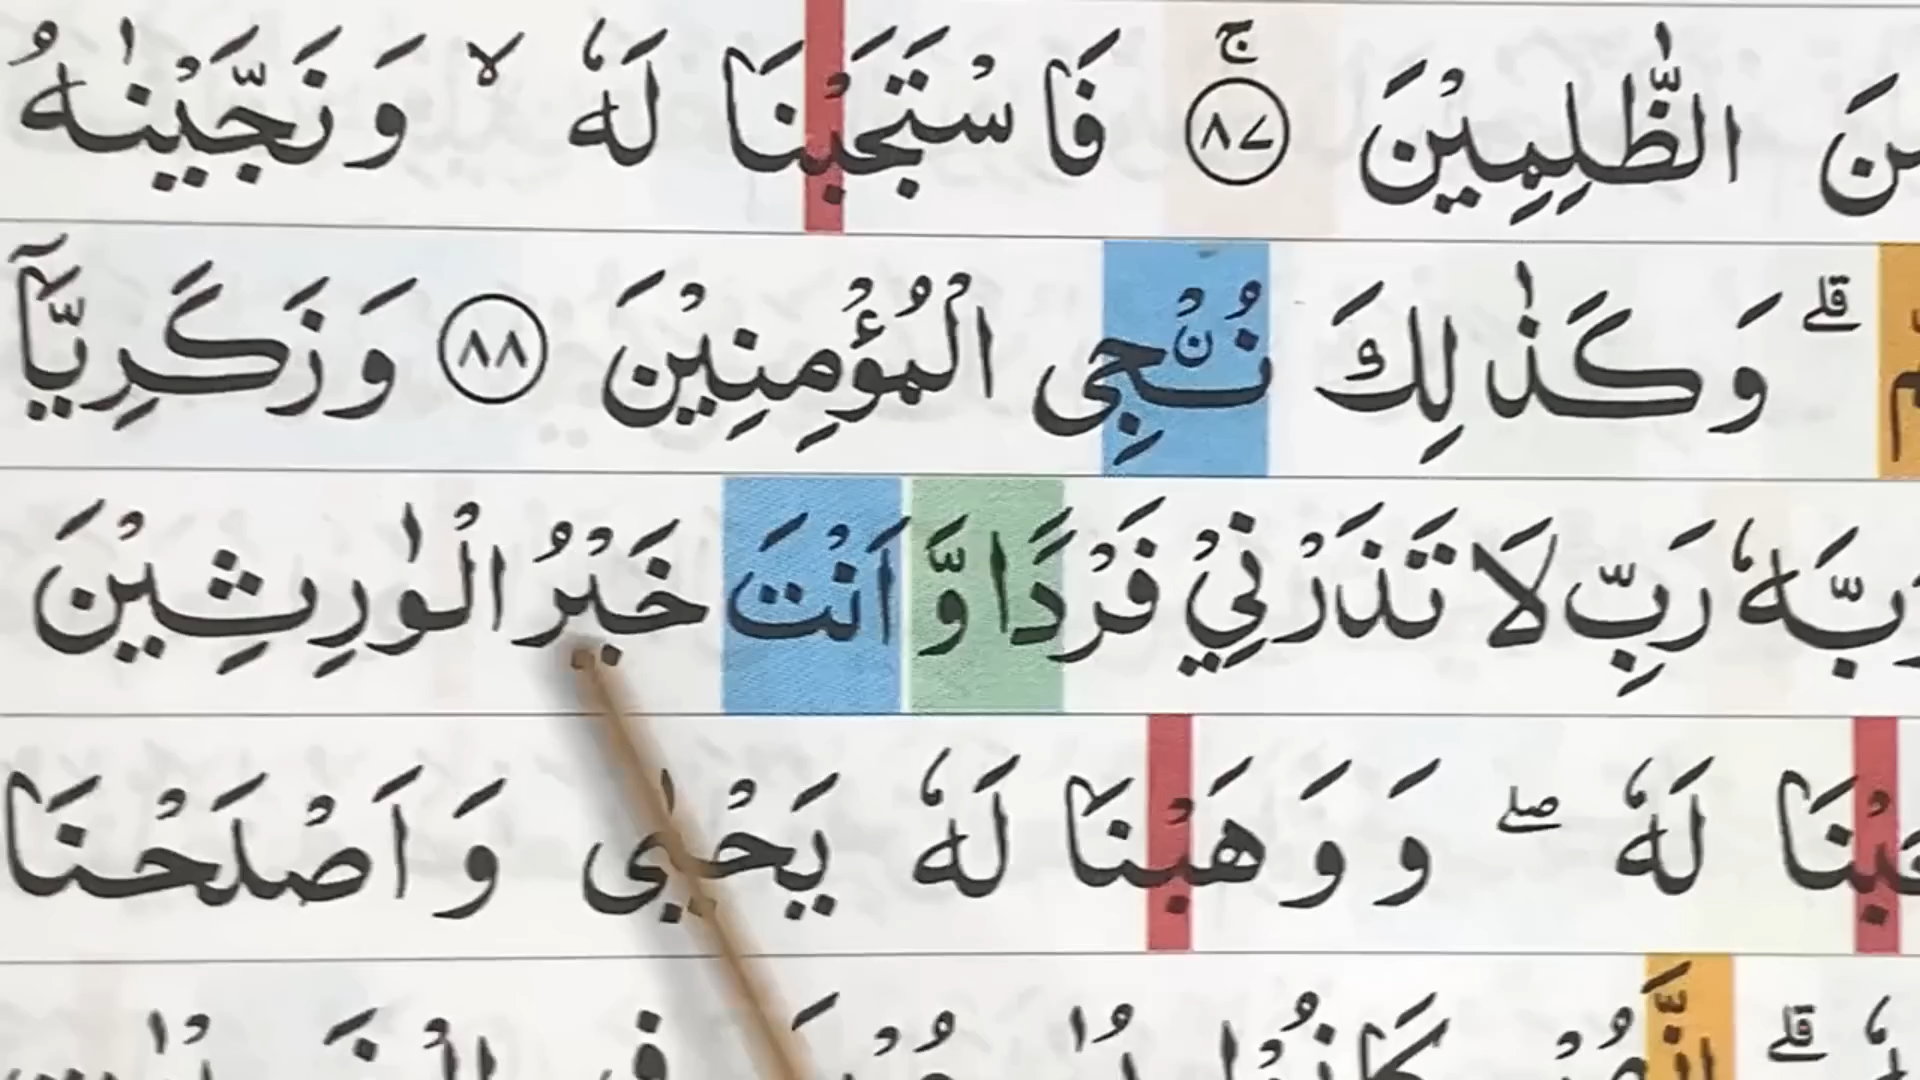 الظّٰلِمِيْنَ ۚ ﴿٨٧﴾ فَاسْتَجَبْنَا لَهٗ ۙ وَنَجَّيْنٰهُ
ۗ وَكَذٰلِكَ نُـْۨجِى الْمُؤْمِنِيْنَ ﴿٨٨﴾ وَزَكَرِيَّآ
رَبَّهٗ رَبِّ لَا تَذَرْنِيْ فَرْدًا وَّاَنْتَ خَيْرُ الْوٰرِثِيْنَ
لَهٗ ۖ وَوَهَبْنَا لَهٗ يَحْيٰى وَاَصْلَحْنَا